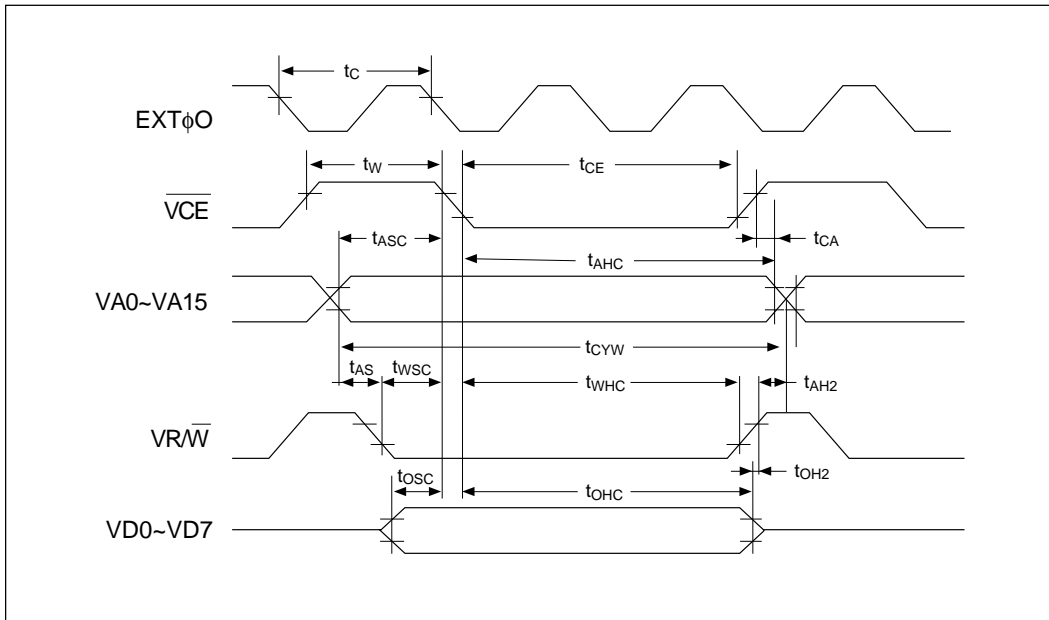 tC
EXTϕO
tW
tCE
V̅C̅E̅
tCA
tASC
tAHC
VA0~VA15
tCYW
tAS
tWSC
tWHC
tAH2
VR/W̅
tOH2
tOSC
tOHC
VD0~VD7